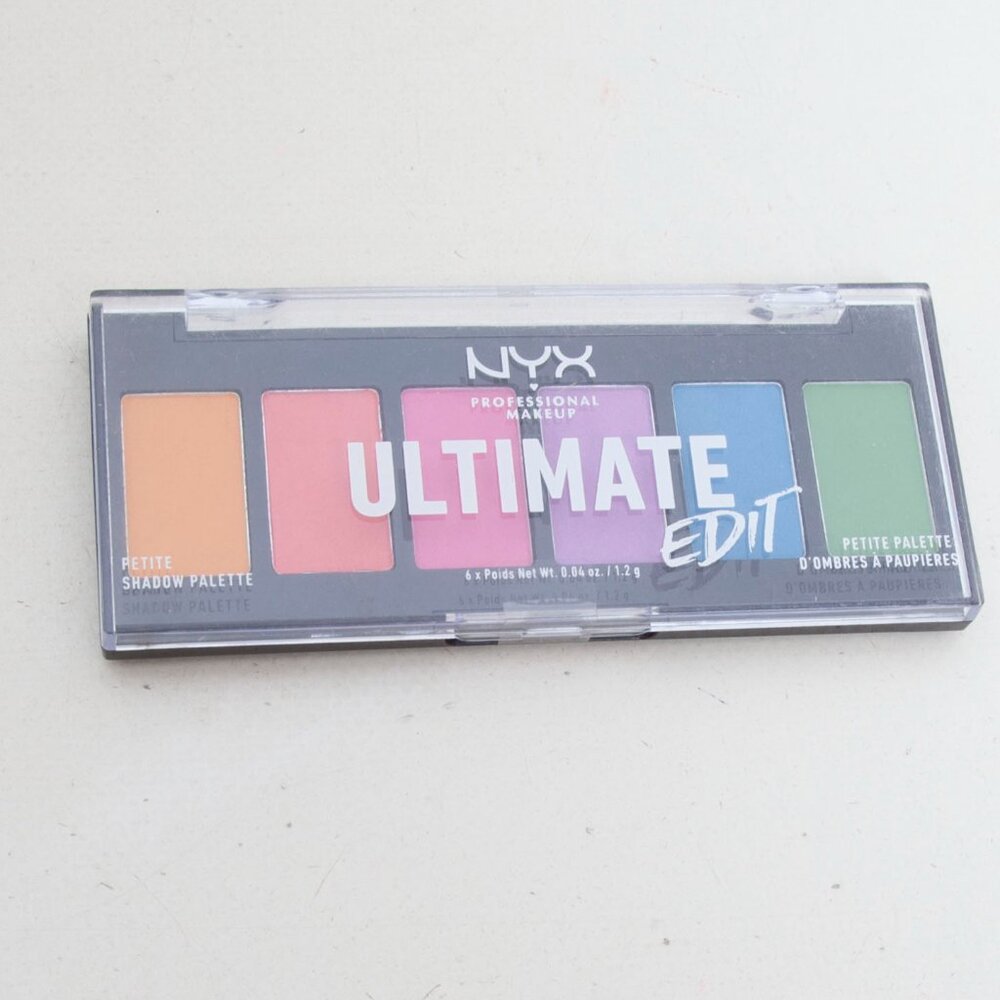 NYX
PROFESSIONAL
MAKEUP
ULTIMATE
EDIT
PETITE
SHADOW PALETTE
6 x Poids Net Wt. 0.04 oz. / 1.2 g
PETITE PALETTE
D'OMBRES À PAUPIÈRES